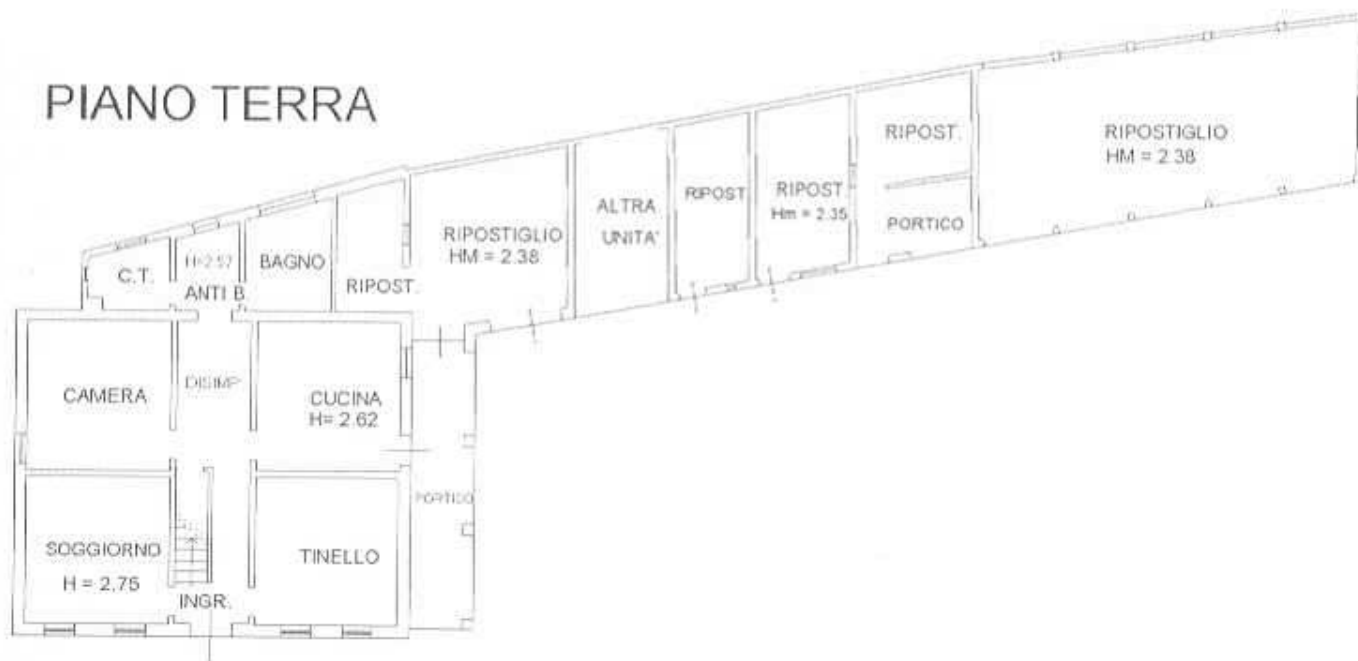 PIANO TERRA
RIPOST.
RIPOSTIGLIO
HM = 2.38
RIPOST
RIPOST
Hm = 2.35
ALTRA
UNITA'
PORTICO
RIPOSTIGLIO
HM = 2.38
H=2.57
BAGNO
C.T.
ANTI B
RIPOST.
DISIMP
CAMERA
CUCINA
H= 2.62
PORTICO
SOGGIORNO
H = 2.75
TINELLO
INGR.